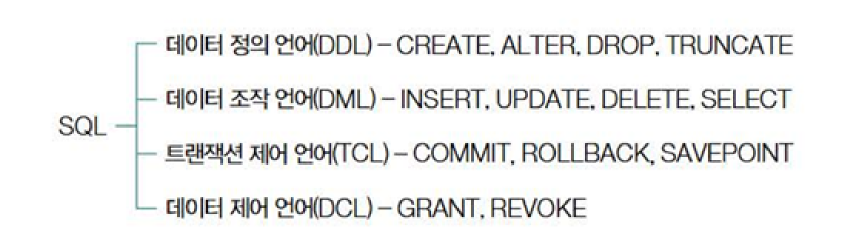 데이터 정의 언어(DDL) – CREATE, ALTER, DROP, TRUNCATE
데이터 조작 언어(DML) – INSERT, UPDATE, DELETE, SELECT
SQL
트랜잭션 제어 언어(TCL) – COMMIT, ROLLBACK, SAVEPOINT
데이터 제어 언어(DCL) – GRANT, REVOKE